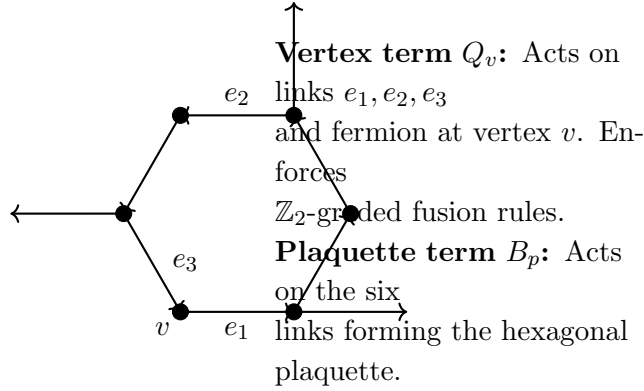 Vertex term Q_v: Acts on
links e_1, e_2, e_3
and fermion at vertex v. En-
forces
ℤ_2-graded fusion rules.
Plaquette term B_p: Acts
on the six
links forming the hexagonal
plaquette.
e_2
e_3
v
e_1